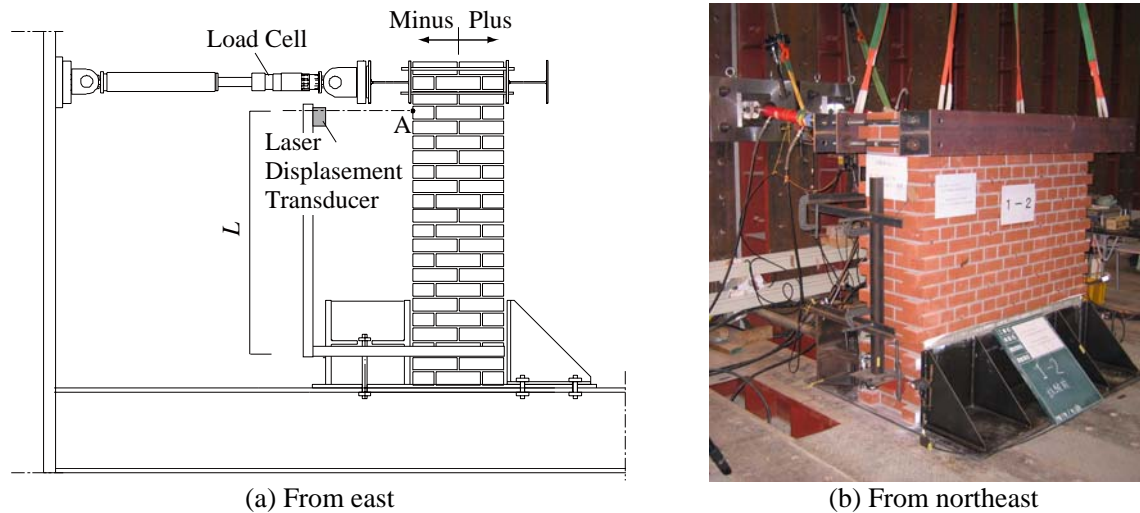 Minus Plus
Load Cell
A
Laser
Displasement
Transducer
L
(a) From east
1-2
1-2
(b) From northeast